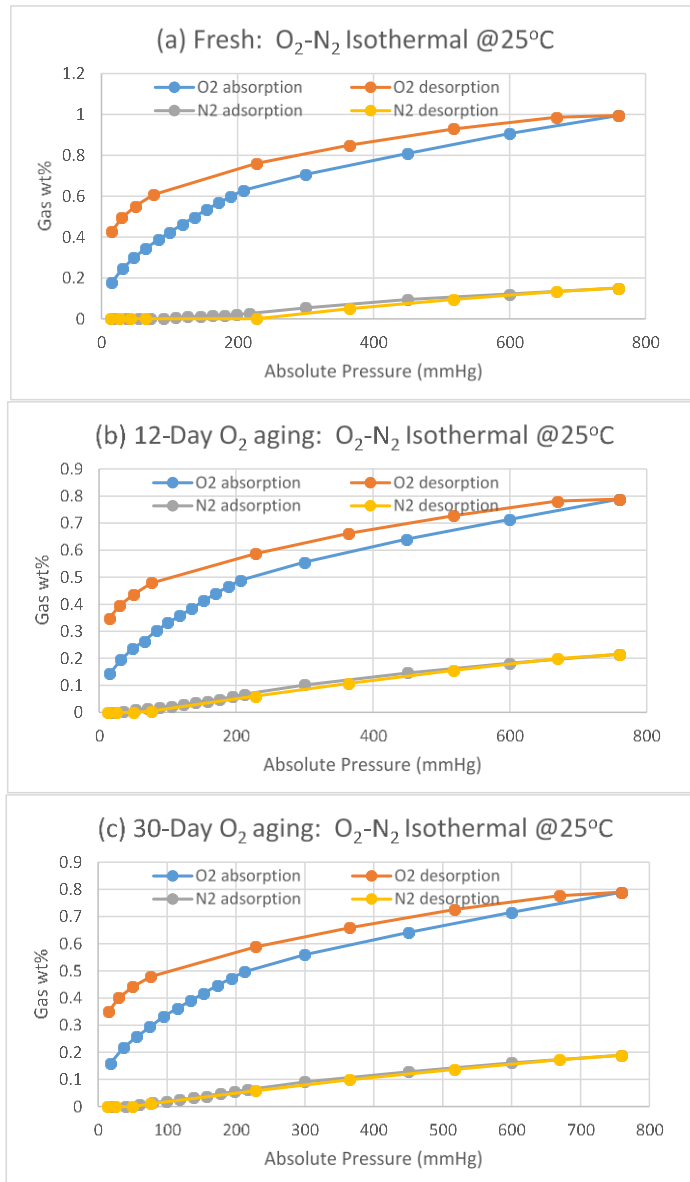 (a) Fresh: O₂-N₂ Isothermal @25°C
1.2
O2 absorption O2 desorption
1
N2 adsorption N2 desorption
0.8
0.6
0.4
0.2
0
Gas wt%
0 200 400 600 800
Absolute Pressure (mmHg)
(b) 12-Day O₂ aging: O₂-N₂ Isothermal @25°C
0.9
O2 absorption O2 desorption
0.8
N2 adsorption N2 desorption
0.7
0.6
0.5
0.4
0.3
0.2
0.1
0
Gas wt%
0 200 400 600 800
Absolute Pressure (mmHg)
(c) 30-Day O₂ aging: O₂-N₂ Isothermal @25°C
0.9
O2 absorption O2 desorption
0.8
N2 adsorption N2 desorption
0.7
0.6
0.5
0.4
0.3
0.2
0.1
0
Gas wt%
0 100 200 300 400 500 600 700 800
Absolute Pressure (mmHg)